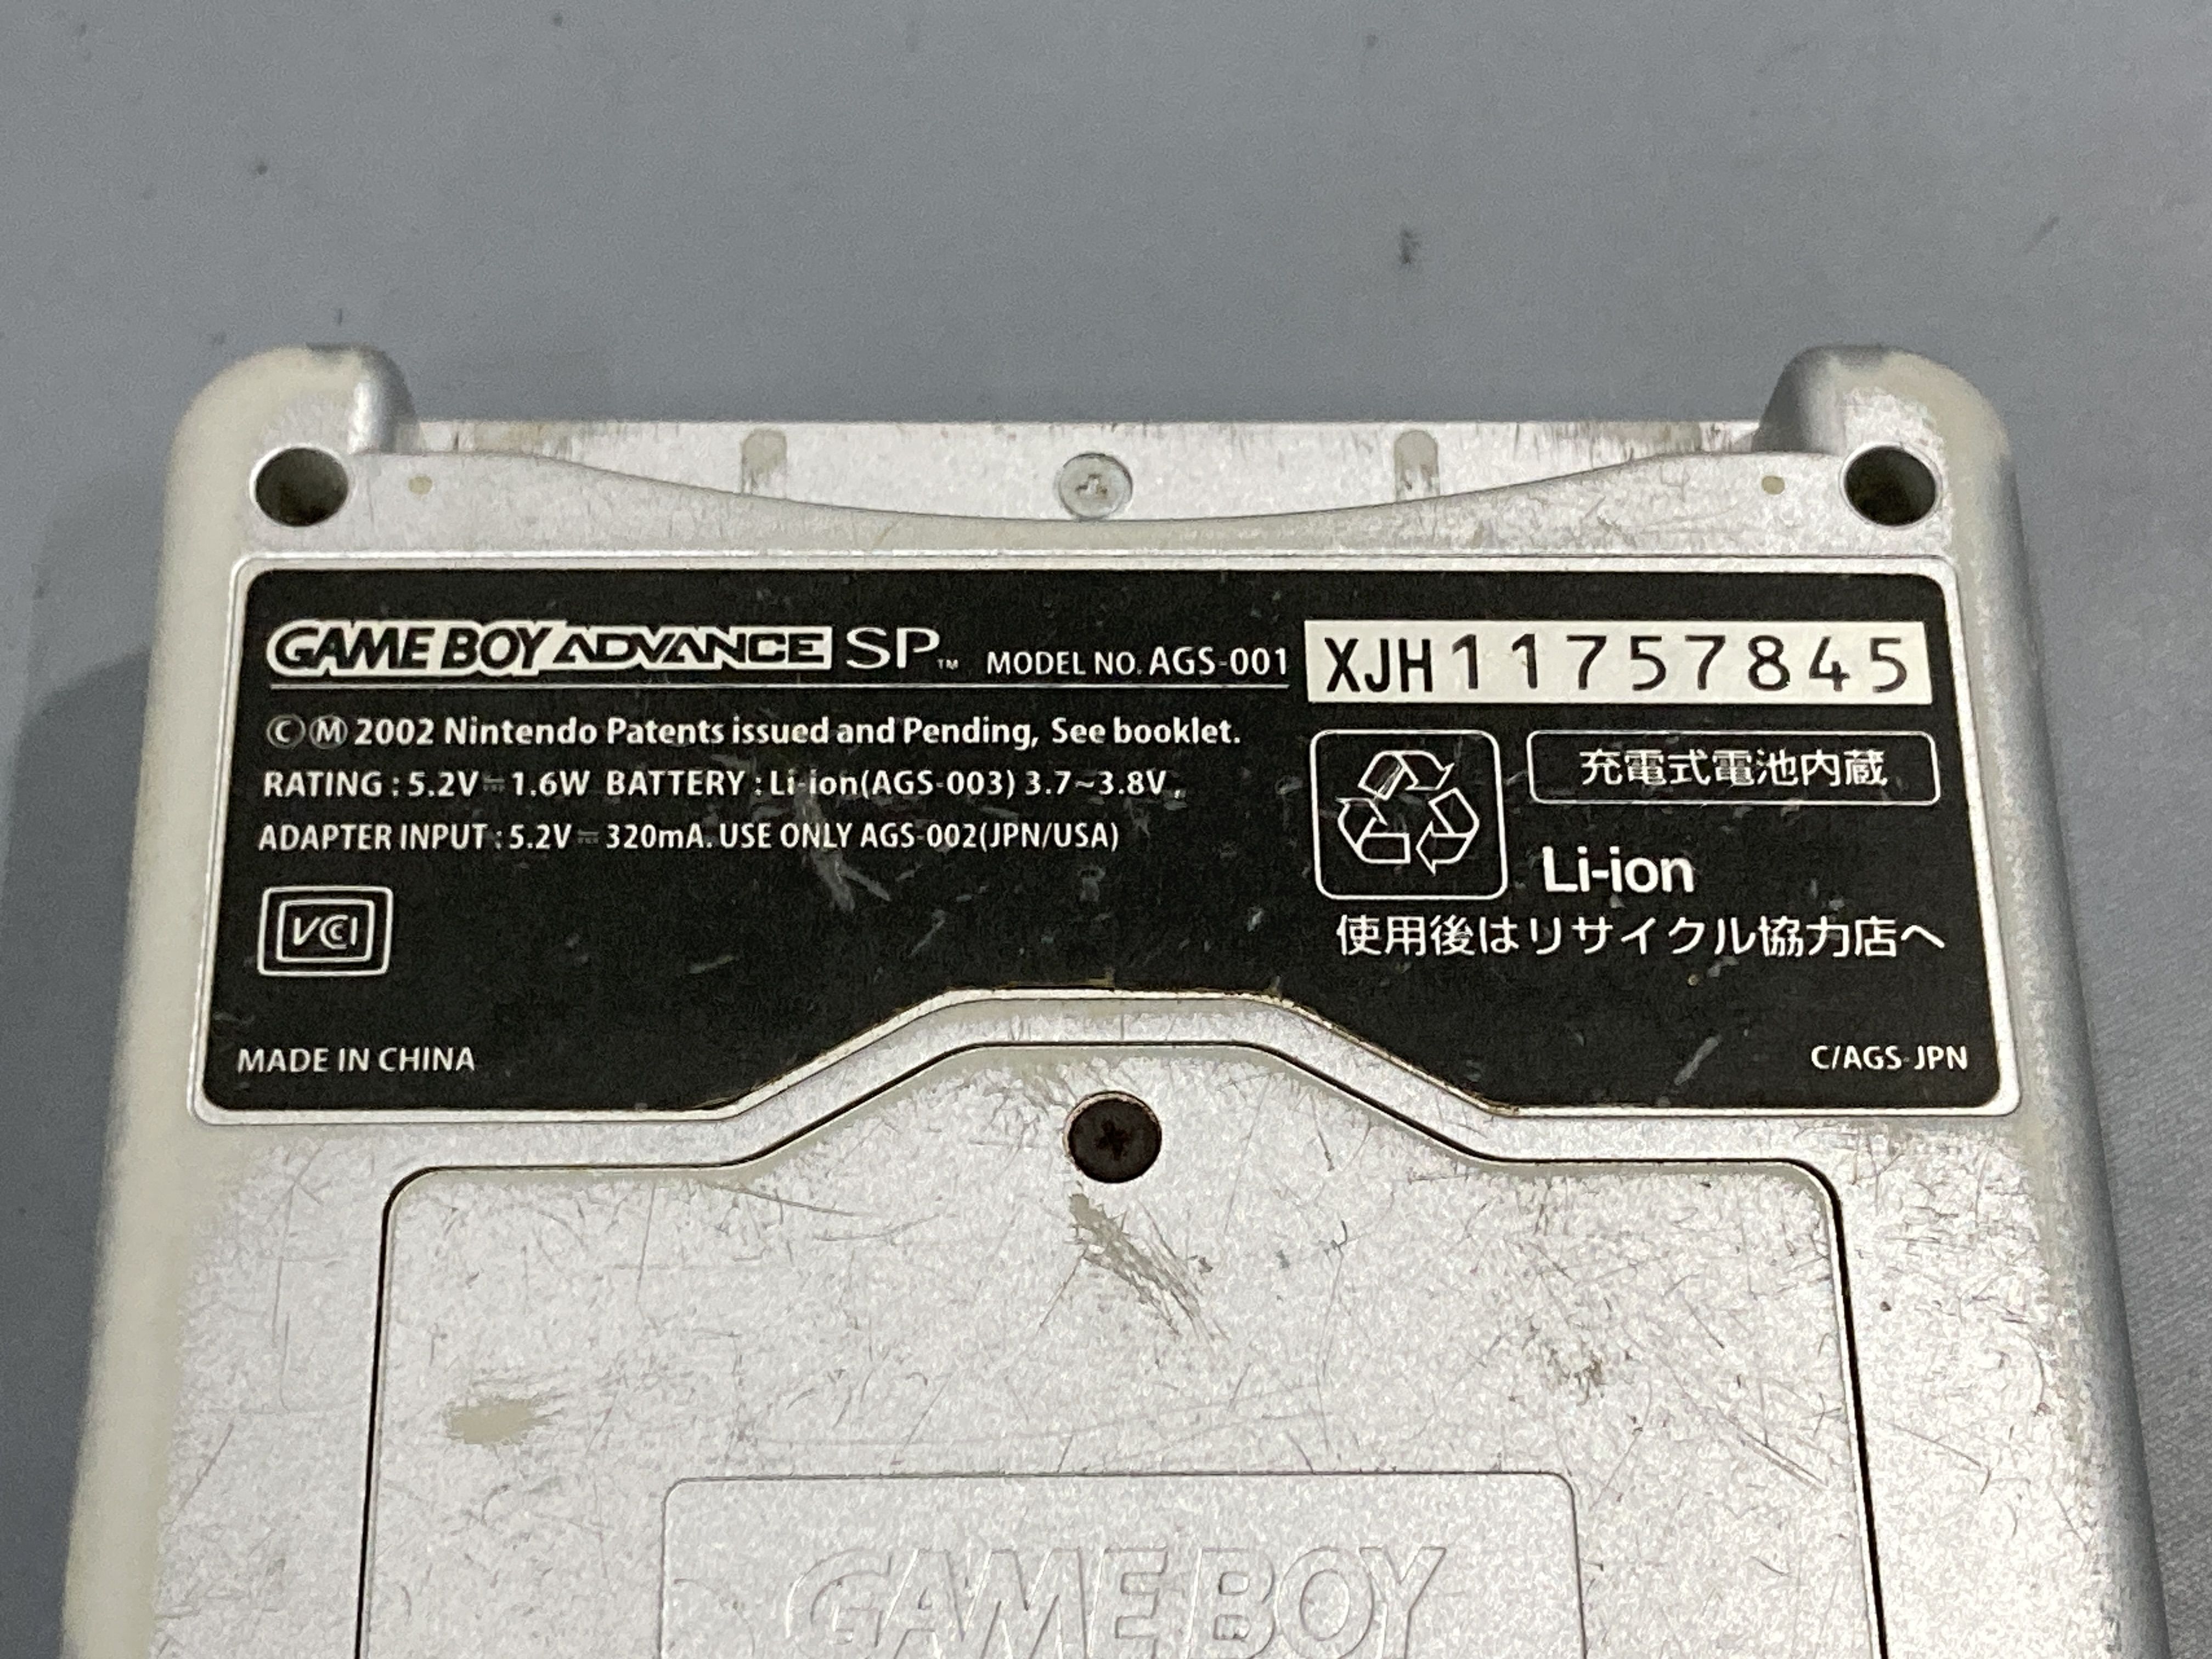 GAME BOY ADVANCE SP™ MODEL NO. AGS-001
XJH11757845
©Ⓜ 2002 Nintendo Patents issued and Pending, See booklet.
RATING : 5.2V⎓1.6W BATTERY : Li-ion(AGS-003) 3.7~3.8V,
ADAPTER INPUT : 5.2V⎓320mA. USE ONLY AGS-002(JPN/USA)
VCCI
MADE IN CHINA
充電式電池内蔵
Li-ion
使用後はリサイクル協力店へ
C/AGS-JPN
GAME BOY